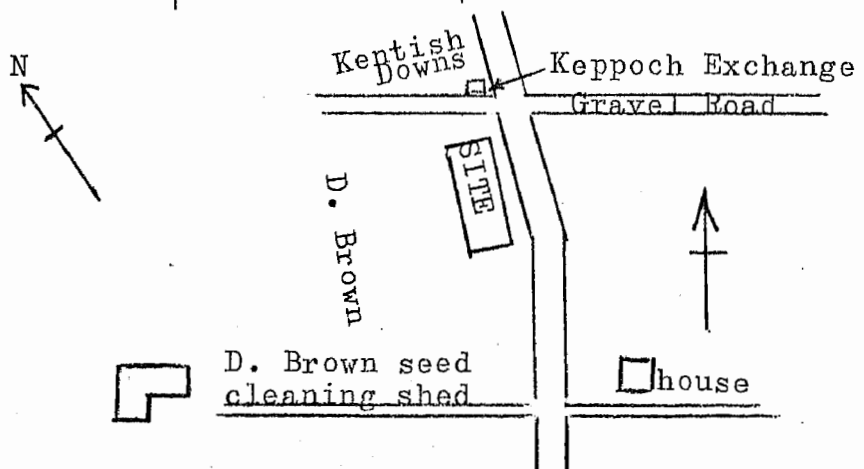 N
Kentish
Downs
Keppoch Exchange
Gravel Road
SITE
D. Brown
D. Brown seed
cleaning shed
house